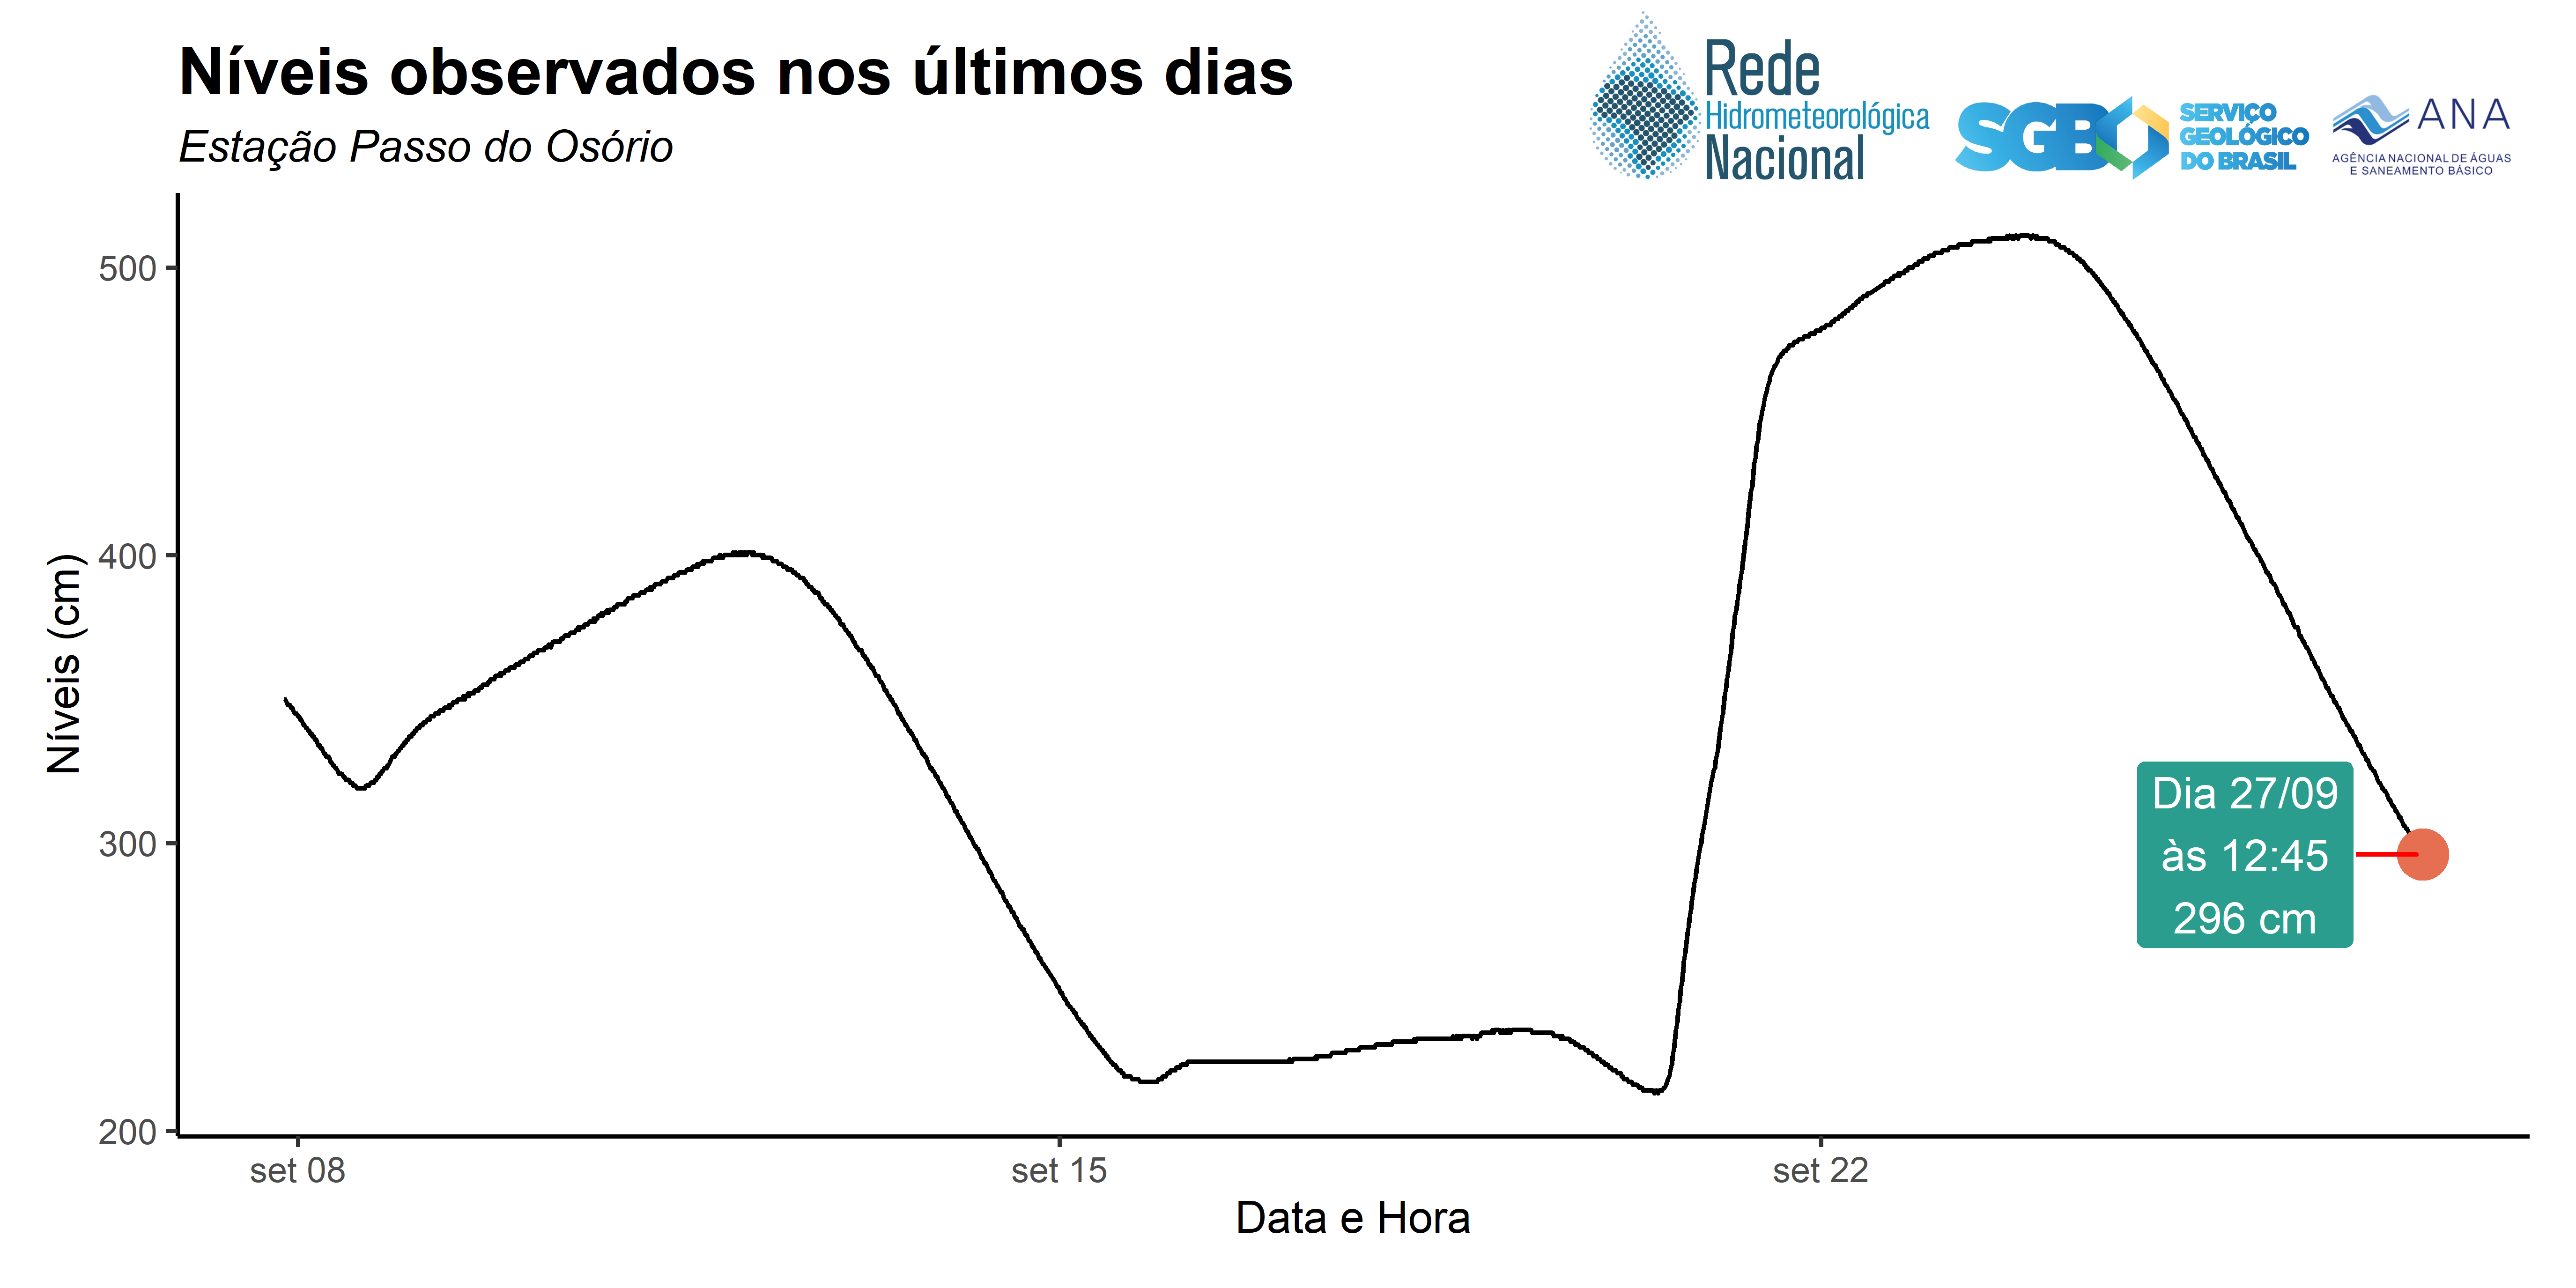 Níveis observados nos últimos dias
Estação Passo do Osório
Rede
Hidrometeorológica
Nacional
SGB
SERVIÇO
GEOLÓGICO
DO BRASIL
ANA
AGÊNCIA NACIONAL DE ÁGUAS
E SANEAMENTO BÁSICO
Níveis (cm)
500
400
300
200
Dia 27/09
às 12:45
296 cm
set 08
set 15
set 22
Data e Hora